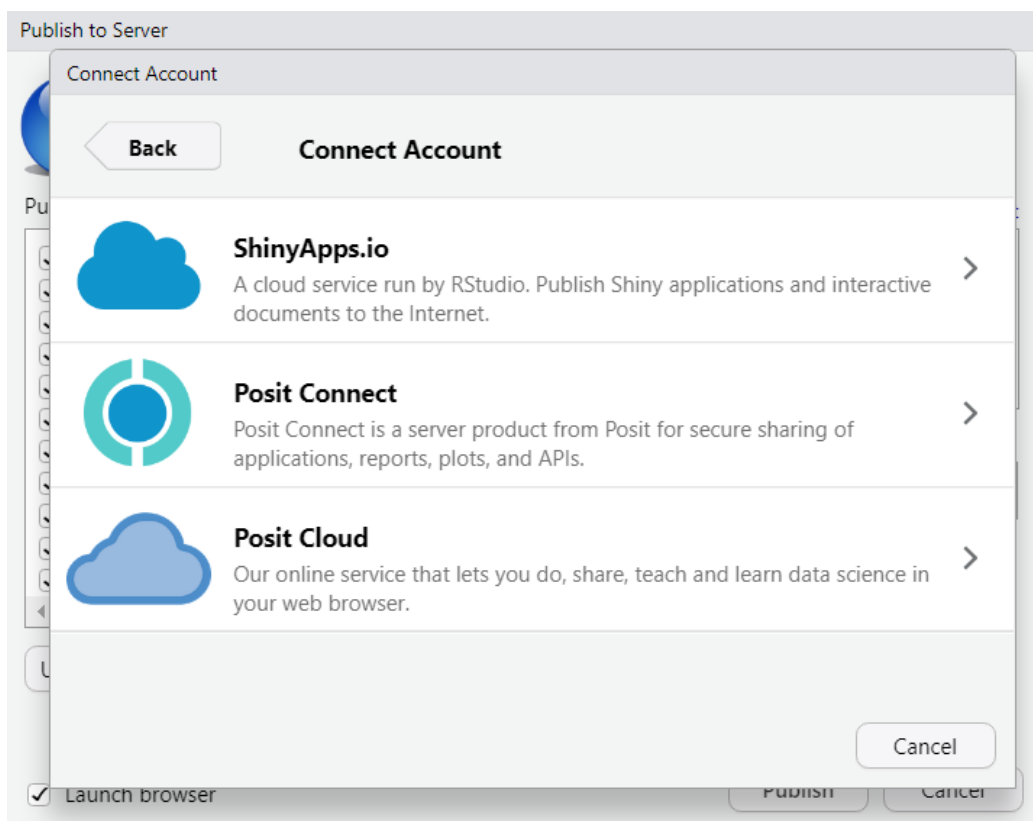 Publish to Server
Connect Account
Back
Connect Account
Pu
ShinyApps.io
A cloud service run by RStudio. Publish Shiny applications and interactive
documents to the Internet.
Posit Connect
Posit Connect is a server product from Posit for secure sharing of
applications, reports, plots, and APIs.
Posit Cloud
Our online service that lets you do, share, teach and learn data science in
your web browser.
U
Cancel
Launch browser
Publish
Cancel